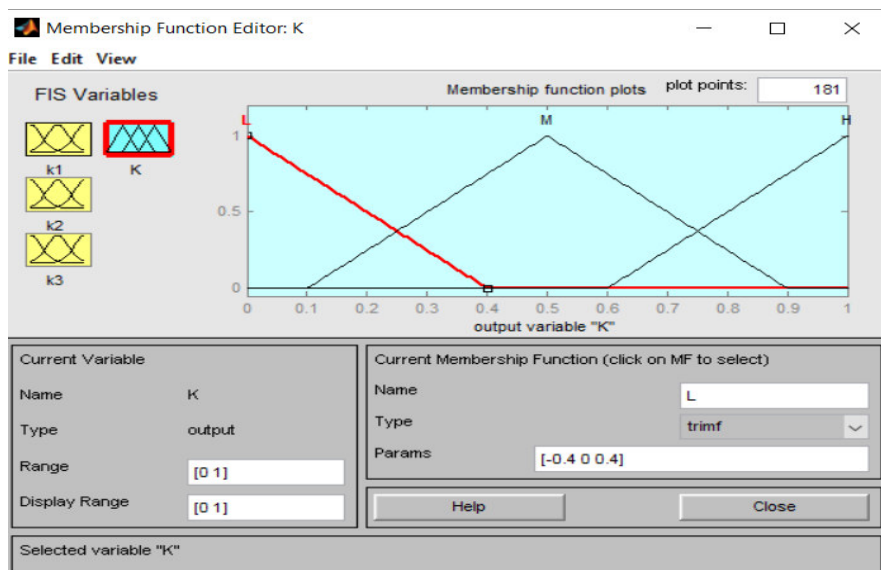 Membership Function Editor: K
File Edit View
FIS Variables
k1
K
k2
k3
Membership function plots
plot points:
181
L
M
H
1
0.5
0
0 0.1 0.2 0.3 0.4 0.5 0.6 0.7 0.8 0.9 1
output variable "K"
Current Variable
Name K
Type output
Range [0 1]
Display Range [0 1]
Current Membership Function (click on MF to select)
Name L
Type trimf
Params [-0.4 0 0.4]
Help Close
Selected variable "K"